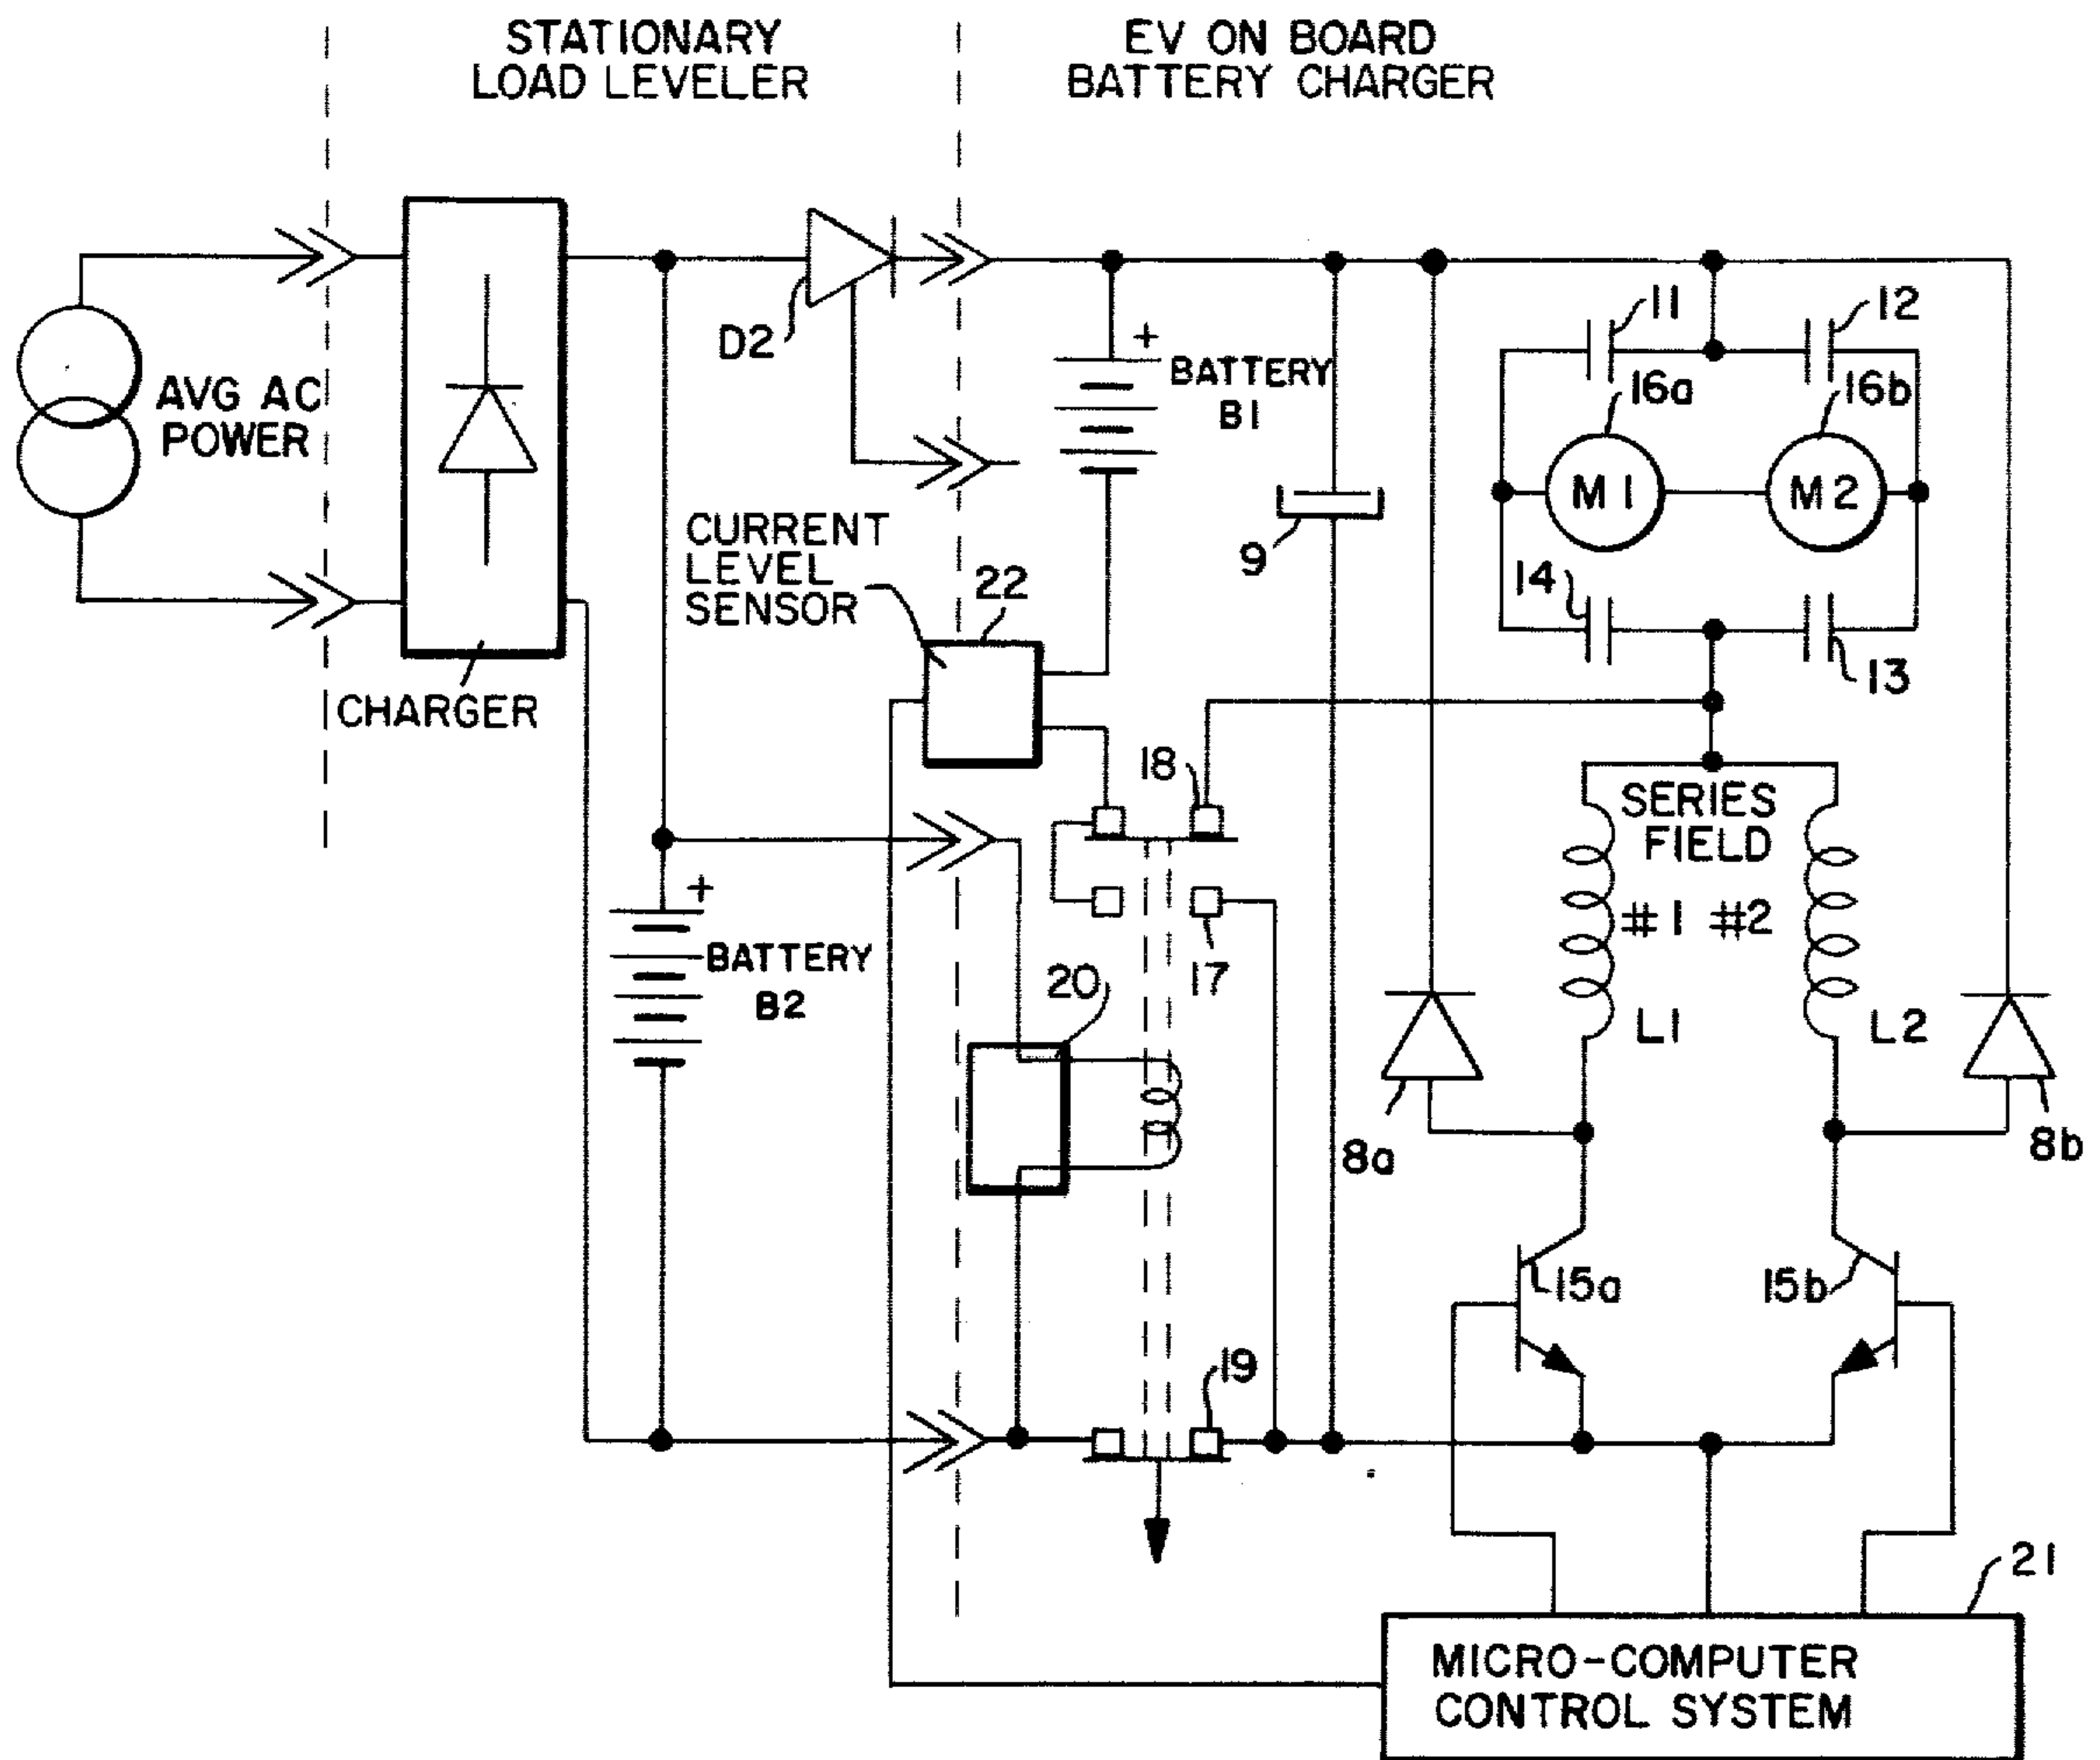 STATIONARY
LOAD LEVELER
EV ON BOARD
BATTERY CHARGER
AVG AC
POWER
CHARGER
D2
+
BATTERY
B1
CURRENT
LEVEL
SENSOR
22
9
11
12
16a
16b
M1
M2
14
13
18
17
SERIES
FIELD
#1 #2
L1
L2
+
BATTERY
B2
20
8a
8b
15a
15b
19
21
MICRO-COMPUTER
CONTROL SYSTEM